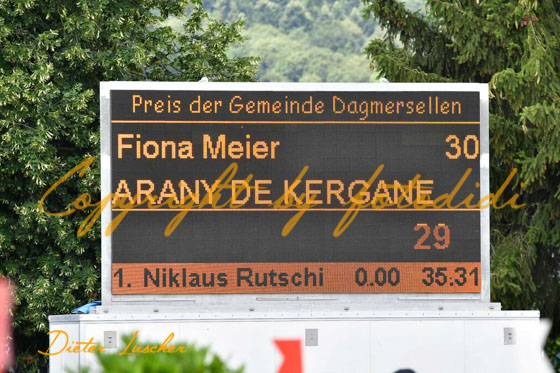 Preis der Gemeinde Dagmersellen
Fiona Meier 30
ARANY DE KERGANE
Copyright by fotodidi
29
1. Niklaus Rutschi 0.00 35.31
Dieter Lüscher